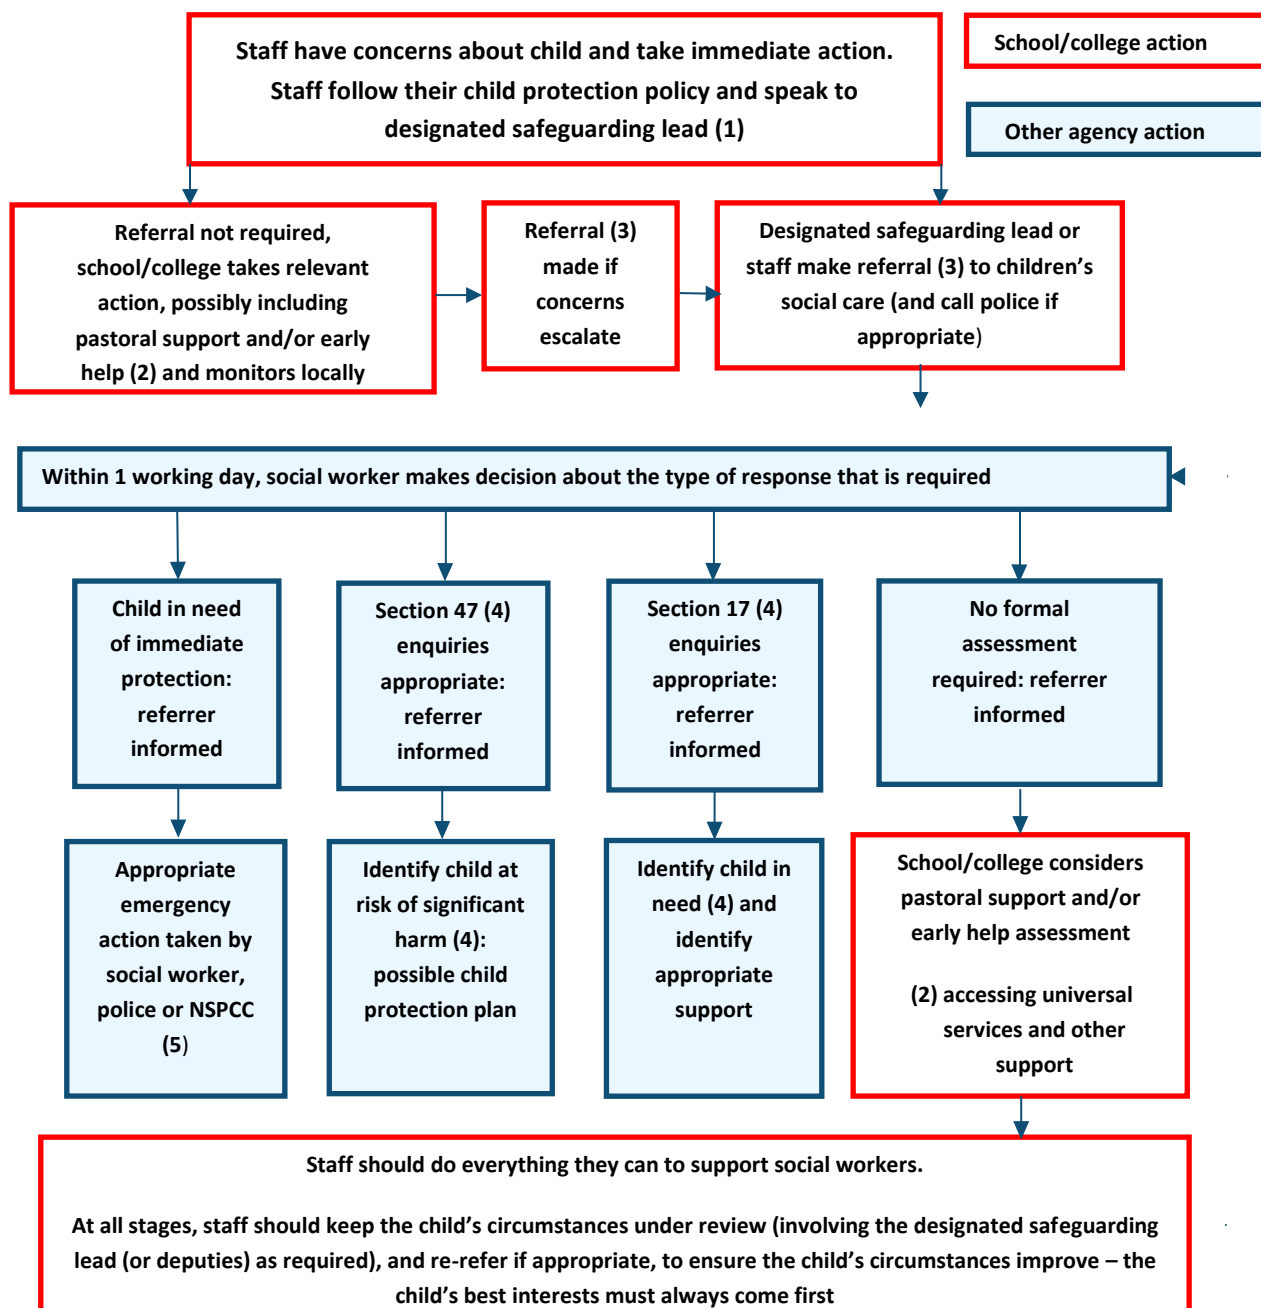 Staff have concerns about child and take immediate action.
Staff follow their child protection policy and speak to
designated safeguarding lead (1)
School/college action
Other agency action
Referral not required,
school/college takes relevant
action, possibly including
pastoral support and/or early
help (2) and monitors locally
Referral (3)
made if
concerns
escalate
Designated safeguarding lead or
staff make referral (3) to children’s
social care (and call police if
appropriate)
Within 1 working day, social worker makes decision about the type of response that is required
Child in need
of immediate
protection:
referrer
informed
Section 47 (4)
enquiries
appropriate:
referrer
informed
Section 17 (4)
enquiries
appropriate:
referrer
informed
No formal
assessment
required: referrer
informed
Appropriate
emergency
action taken by
social worker,
police or NSPCC
(5)
Identify child at
risk of significant
harm (4):
possible child
protection plan
Identify child in
need (4) and
identify
appropriate
support
School/college considers
pastoral support and/or
early help assessment
(2) accessing universal
services and other
support
Staff should do everything they can to support social workers.
At all stages, staff should keep the child’s circumstances under review (involving the designated safeguarding
lead (or deputies) as required), and re-refer if appropriate, to ensure the child’s circumstances improve – the
child’s best interests must always come first